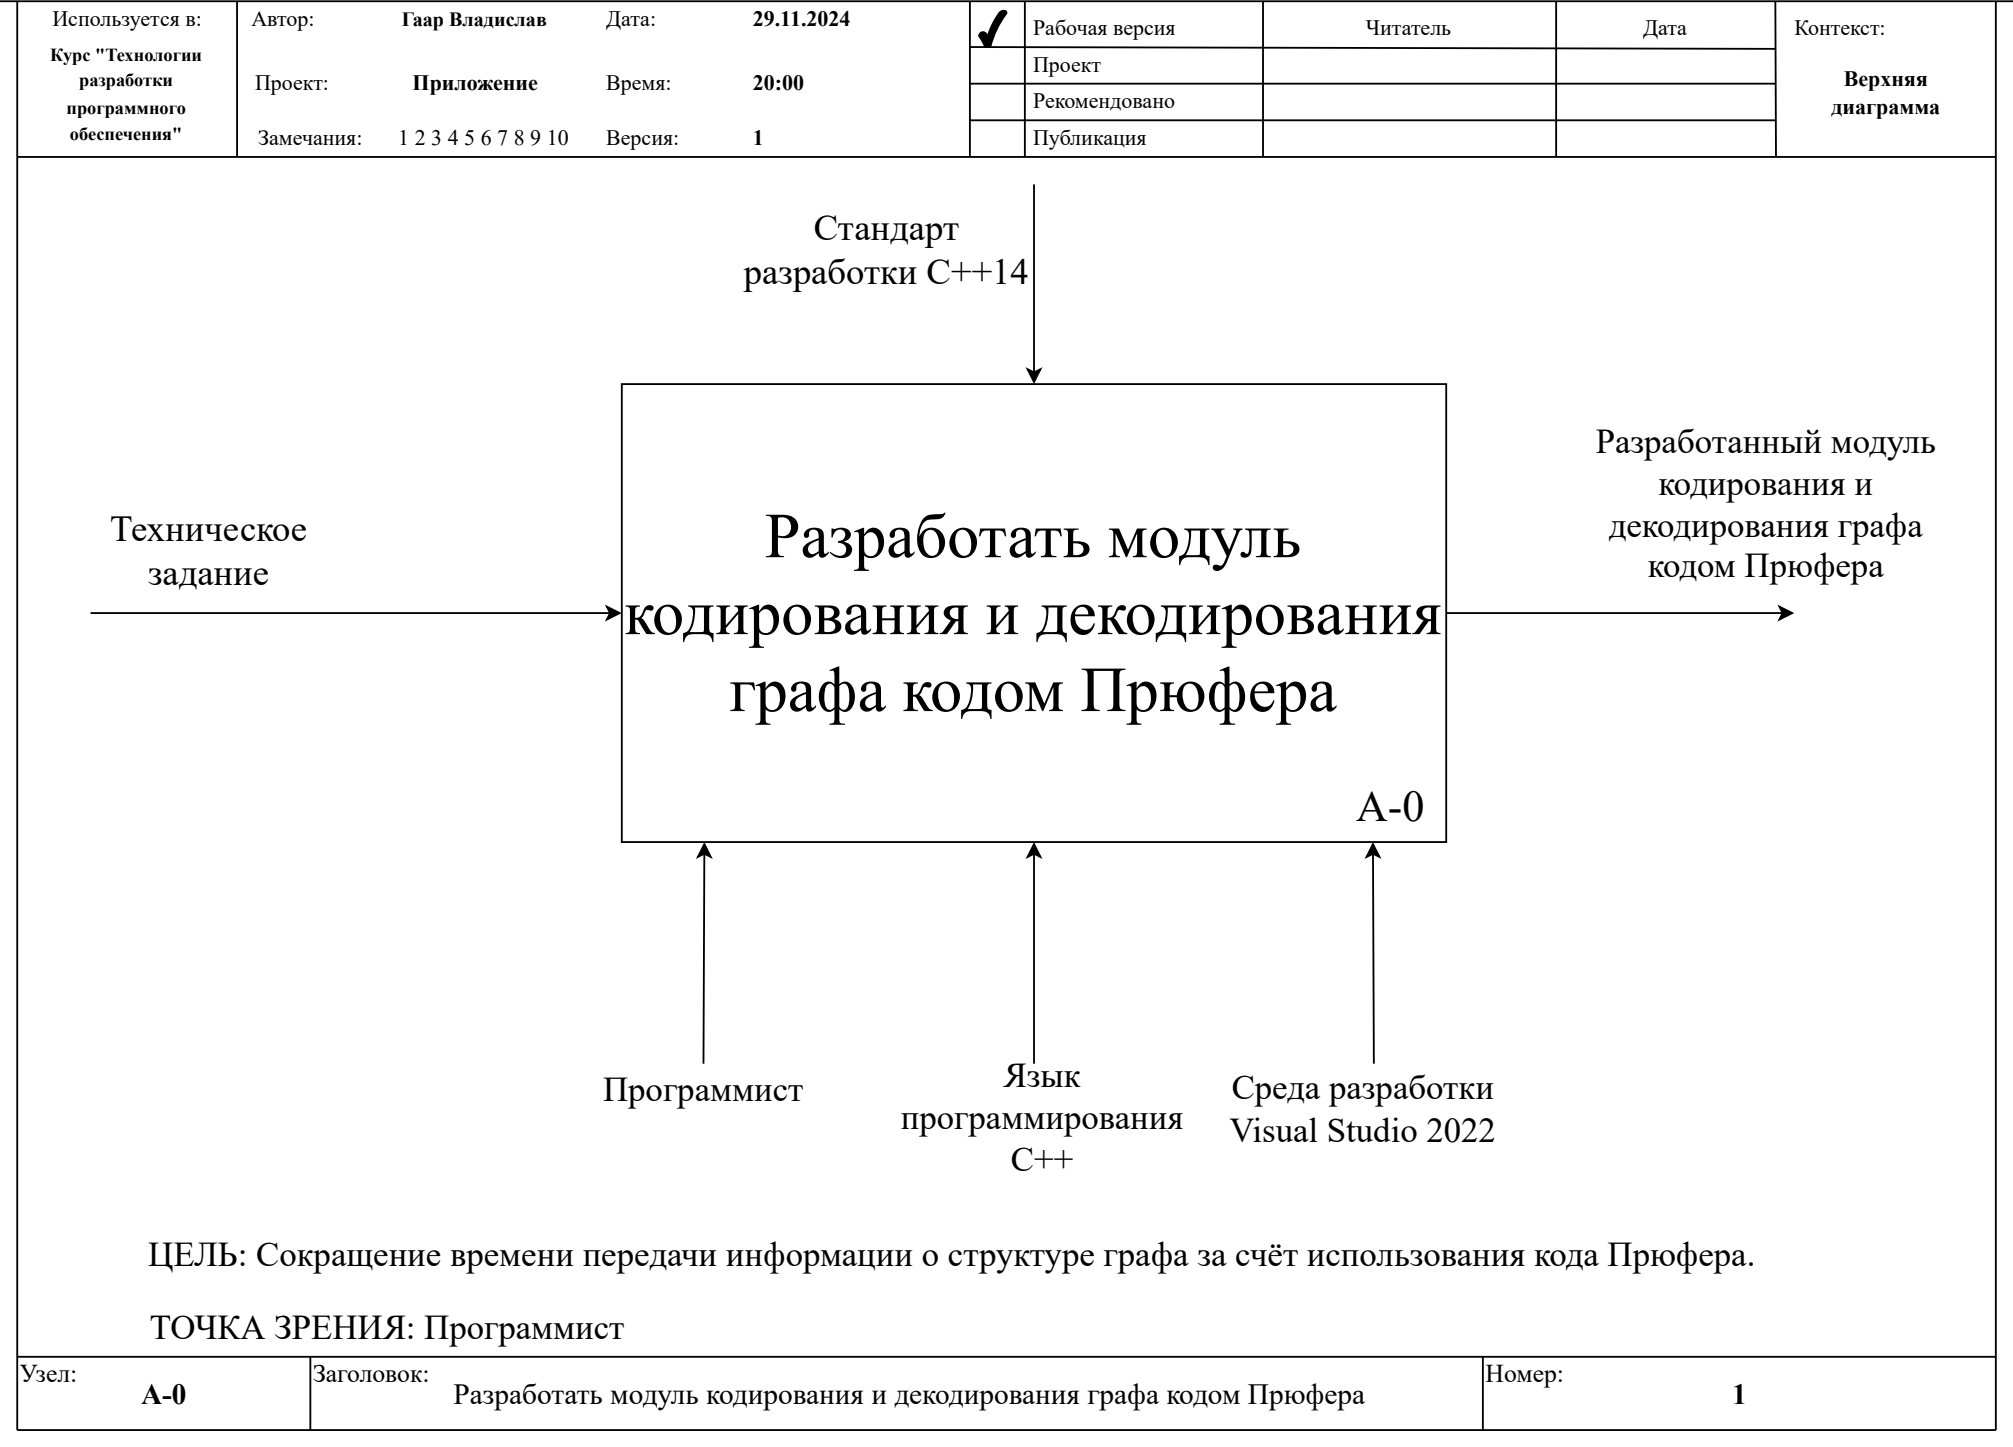 Используется в:
Курс "Технологии
разработки
программного
обеспечения"
Автор:
Гаар Владислав
Дата:
29.11.2024
Проект:
Приложение
Время:
20:00
Замечания:
1 2 3 4 5 6 7 8 9 10
Версия:
1
Рабочая версия
Читатель
Дата
Проект
Рекомендовано
Публикация
Контекст:
Верхняя
диаграмма
Стандарт
разработки C++14
Техническое
задание
Разработать модуль
кодирования и декодирования
графа кодом Прюфера
А-0
Разработанный модуль
кодирования и
декодирования графа
кодом Прюфера
Программист
Язык
программирования
C++
Среда разработки
Visual Studio 2022
ЦЕЛЬ: Сокращение времени передачи информации о структуре графа за счёт использования кода Прюфера.
ТОЧКА ЗРЕНИЯ: Программист
Узел:
А-0
Заголовок:
Разработать модуль кодирования и декодирования графа кодом Прюфера
Номер:
1